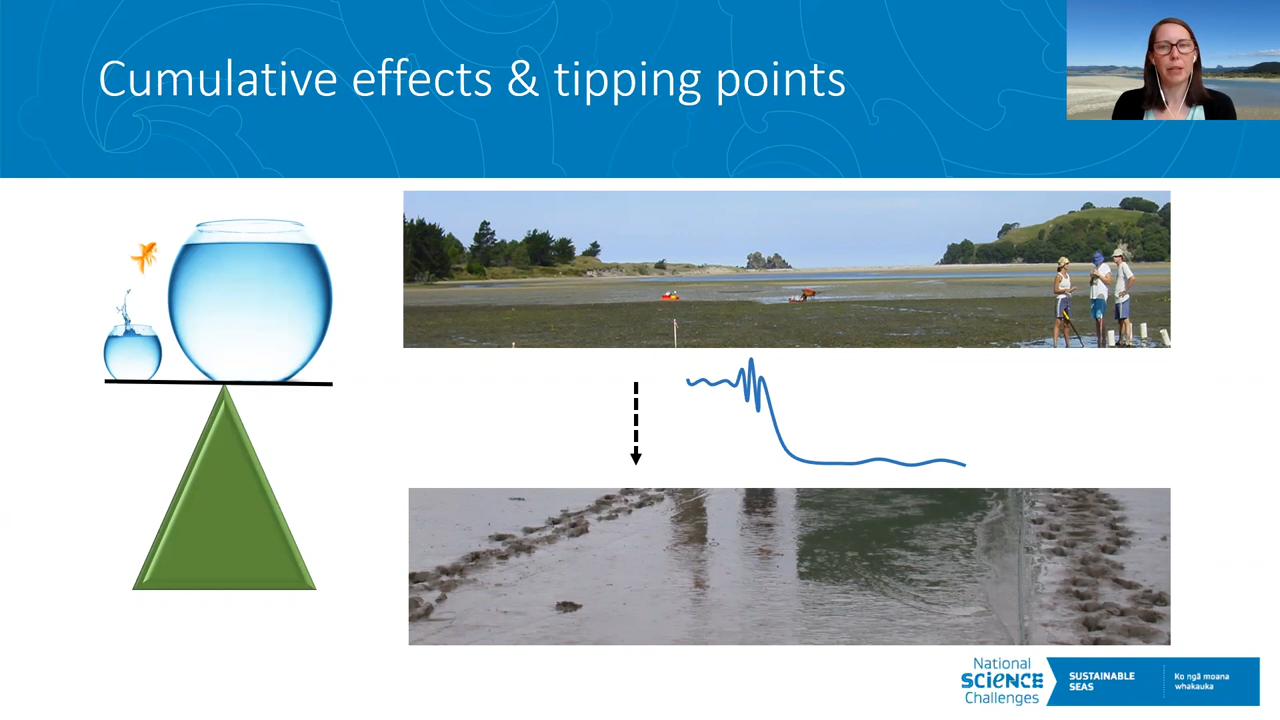 Cumulative effects & tipping points
National
SCIENCE
Challenges
SUSTAINABLE
SEAS
Ko ngā moana
whakauka